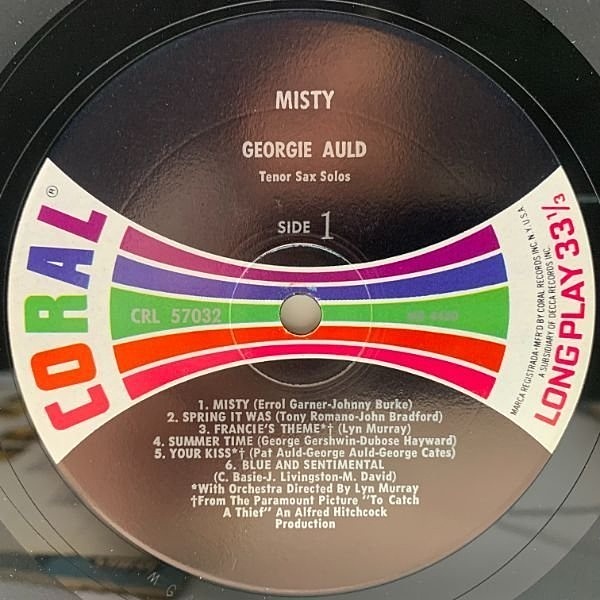 MISTY
GEORGIE AULD
Tenor Sax Solos
SIDE 1
CORAL ®
CRL 57032
LONG PLAY 33 1/3
MARCA REGISTRADA • MFR'D BY CORAL RECORDS INC. N.Y. U.S.A.
A SUBSIDIARY OF DECCA RECORDS INC.
1. MISTY (Errol Garner-Johnny Burke)
2. SPRING IT WAS (Tony Romano-John Bradford)
3. FRANCIE'S THEME*† (Lyn Murray)
4. SUMMER TIME (George Gershwin-Dubose Hayward)
5. YOUR KISS*† (Pat Auld-George Auld-George Cates)
6. BLUE AND SENTIMENTAL
(C. Basie-J. Livingston-M. David)
*With Orchestra Directed By Lyn Murray
†From The Paramount Picture "To Catch
A Thief" An Alfred Hitchcock
Production